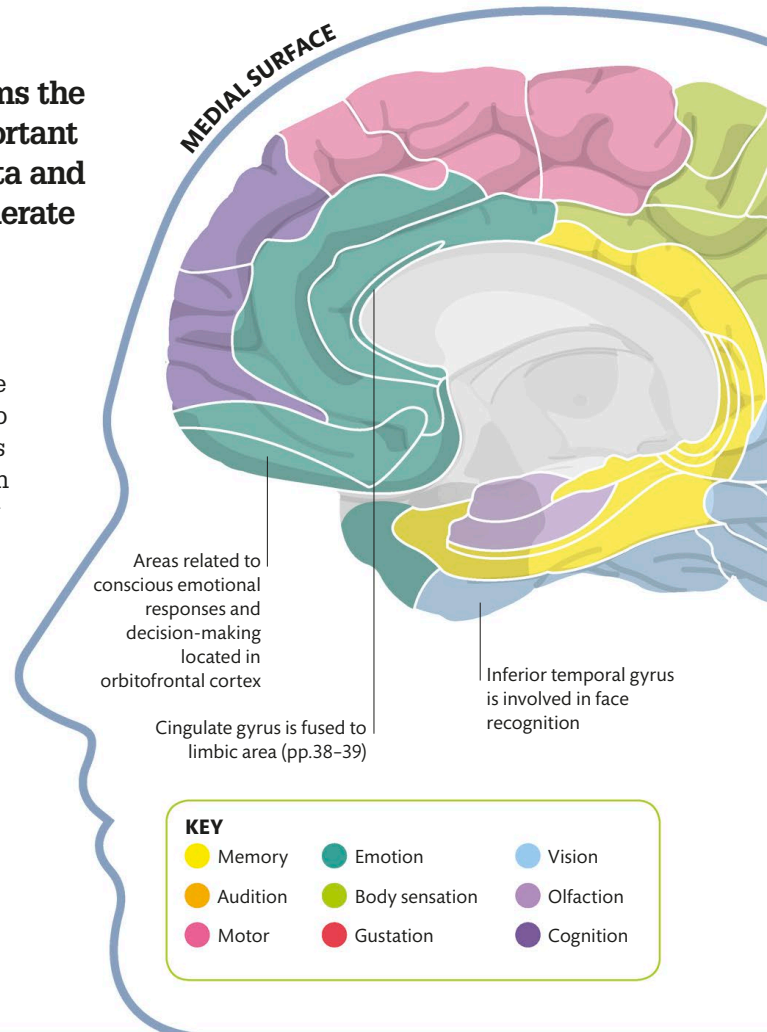 ms the
ortant
ta and
nerate
e
o
s
n
MEDIAL SURFACE
Areas related to
conscious emotional
responses and
decision-making
located in
orbitofrontal cortex
Cingulate gyrus is fused to
limbic area (pp.38–39)
Inferior temporal gyrus
is involved in face
recognition
KEY
Memory
Emotion
Vision
Audition
Body sensation
Olfaction
Motor
Gustation
Cognition